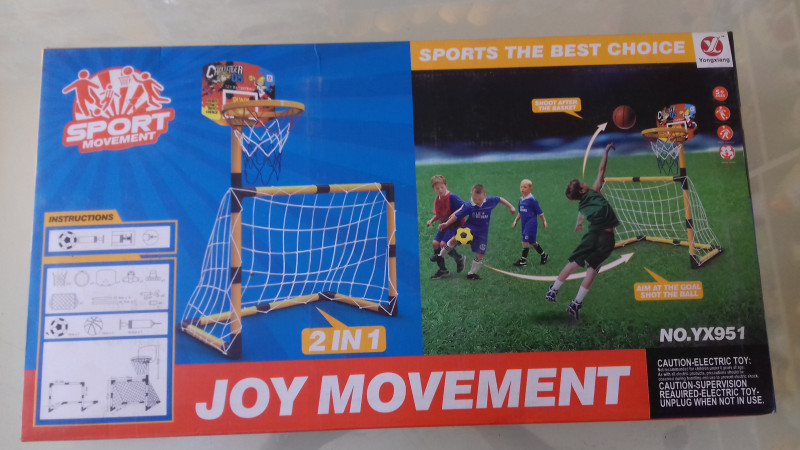 SPORTS THE BEST CHOICE
Yongxiang
CHALLENGER
SPORT
MOVEMENT
SHOOT AFTER
THE BASKET
INSTRUCTIONS
AIM AT THE GOAL
SHOT THE BALL
2 IN 1
NO.YX951
JOY MOVEMENT
CAUTION-ELECTRIC TOY:
CAUTION-SUPERVISION
REAUIRED-ELECTRIC TOY-
UNPLUG WHEN NOT IN USE.